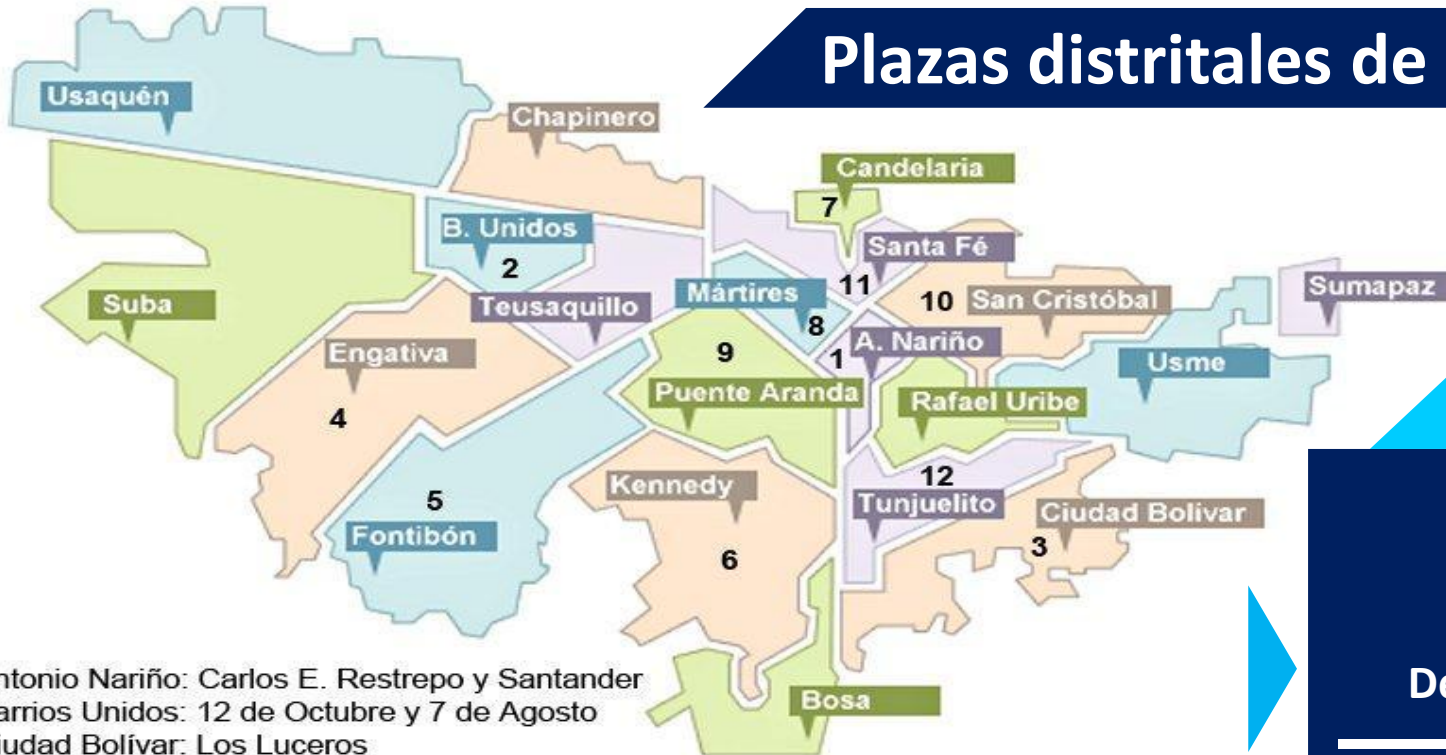 Plazas distritales de
Usaquén
Chapinero
Candelaria
7
B. Unidos
2
Santa Fé
11
Sumapaz
Suba
Teusaquillo
Mártires
8
10
San Cristóbal
Engativa
4
9
1
A. Nariño
Usme
Puente Aranda
Rafael Uribe
5
Fontibón
Kennedy
6
12
Tunjuelito
Ciudad Bolívar
3
Bosa
ntonio Nariño: Carlos E. Restrepo y Santander
arrios Unidos: 12 de Octubre y 7 de Agosto
iudad Bolívar: Los Luceros
De